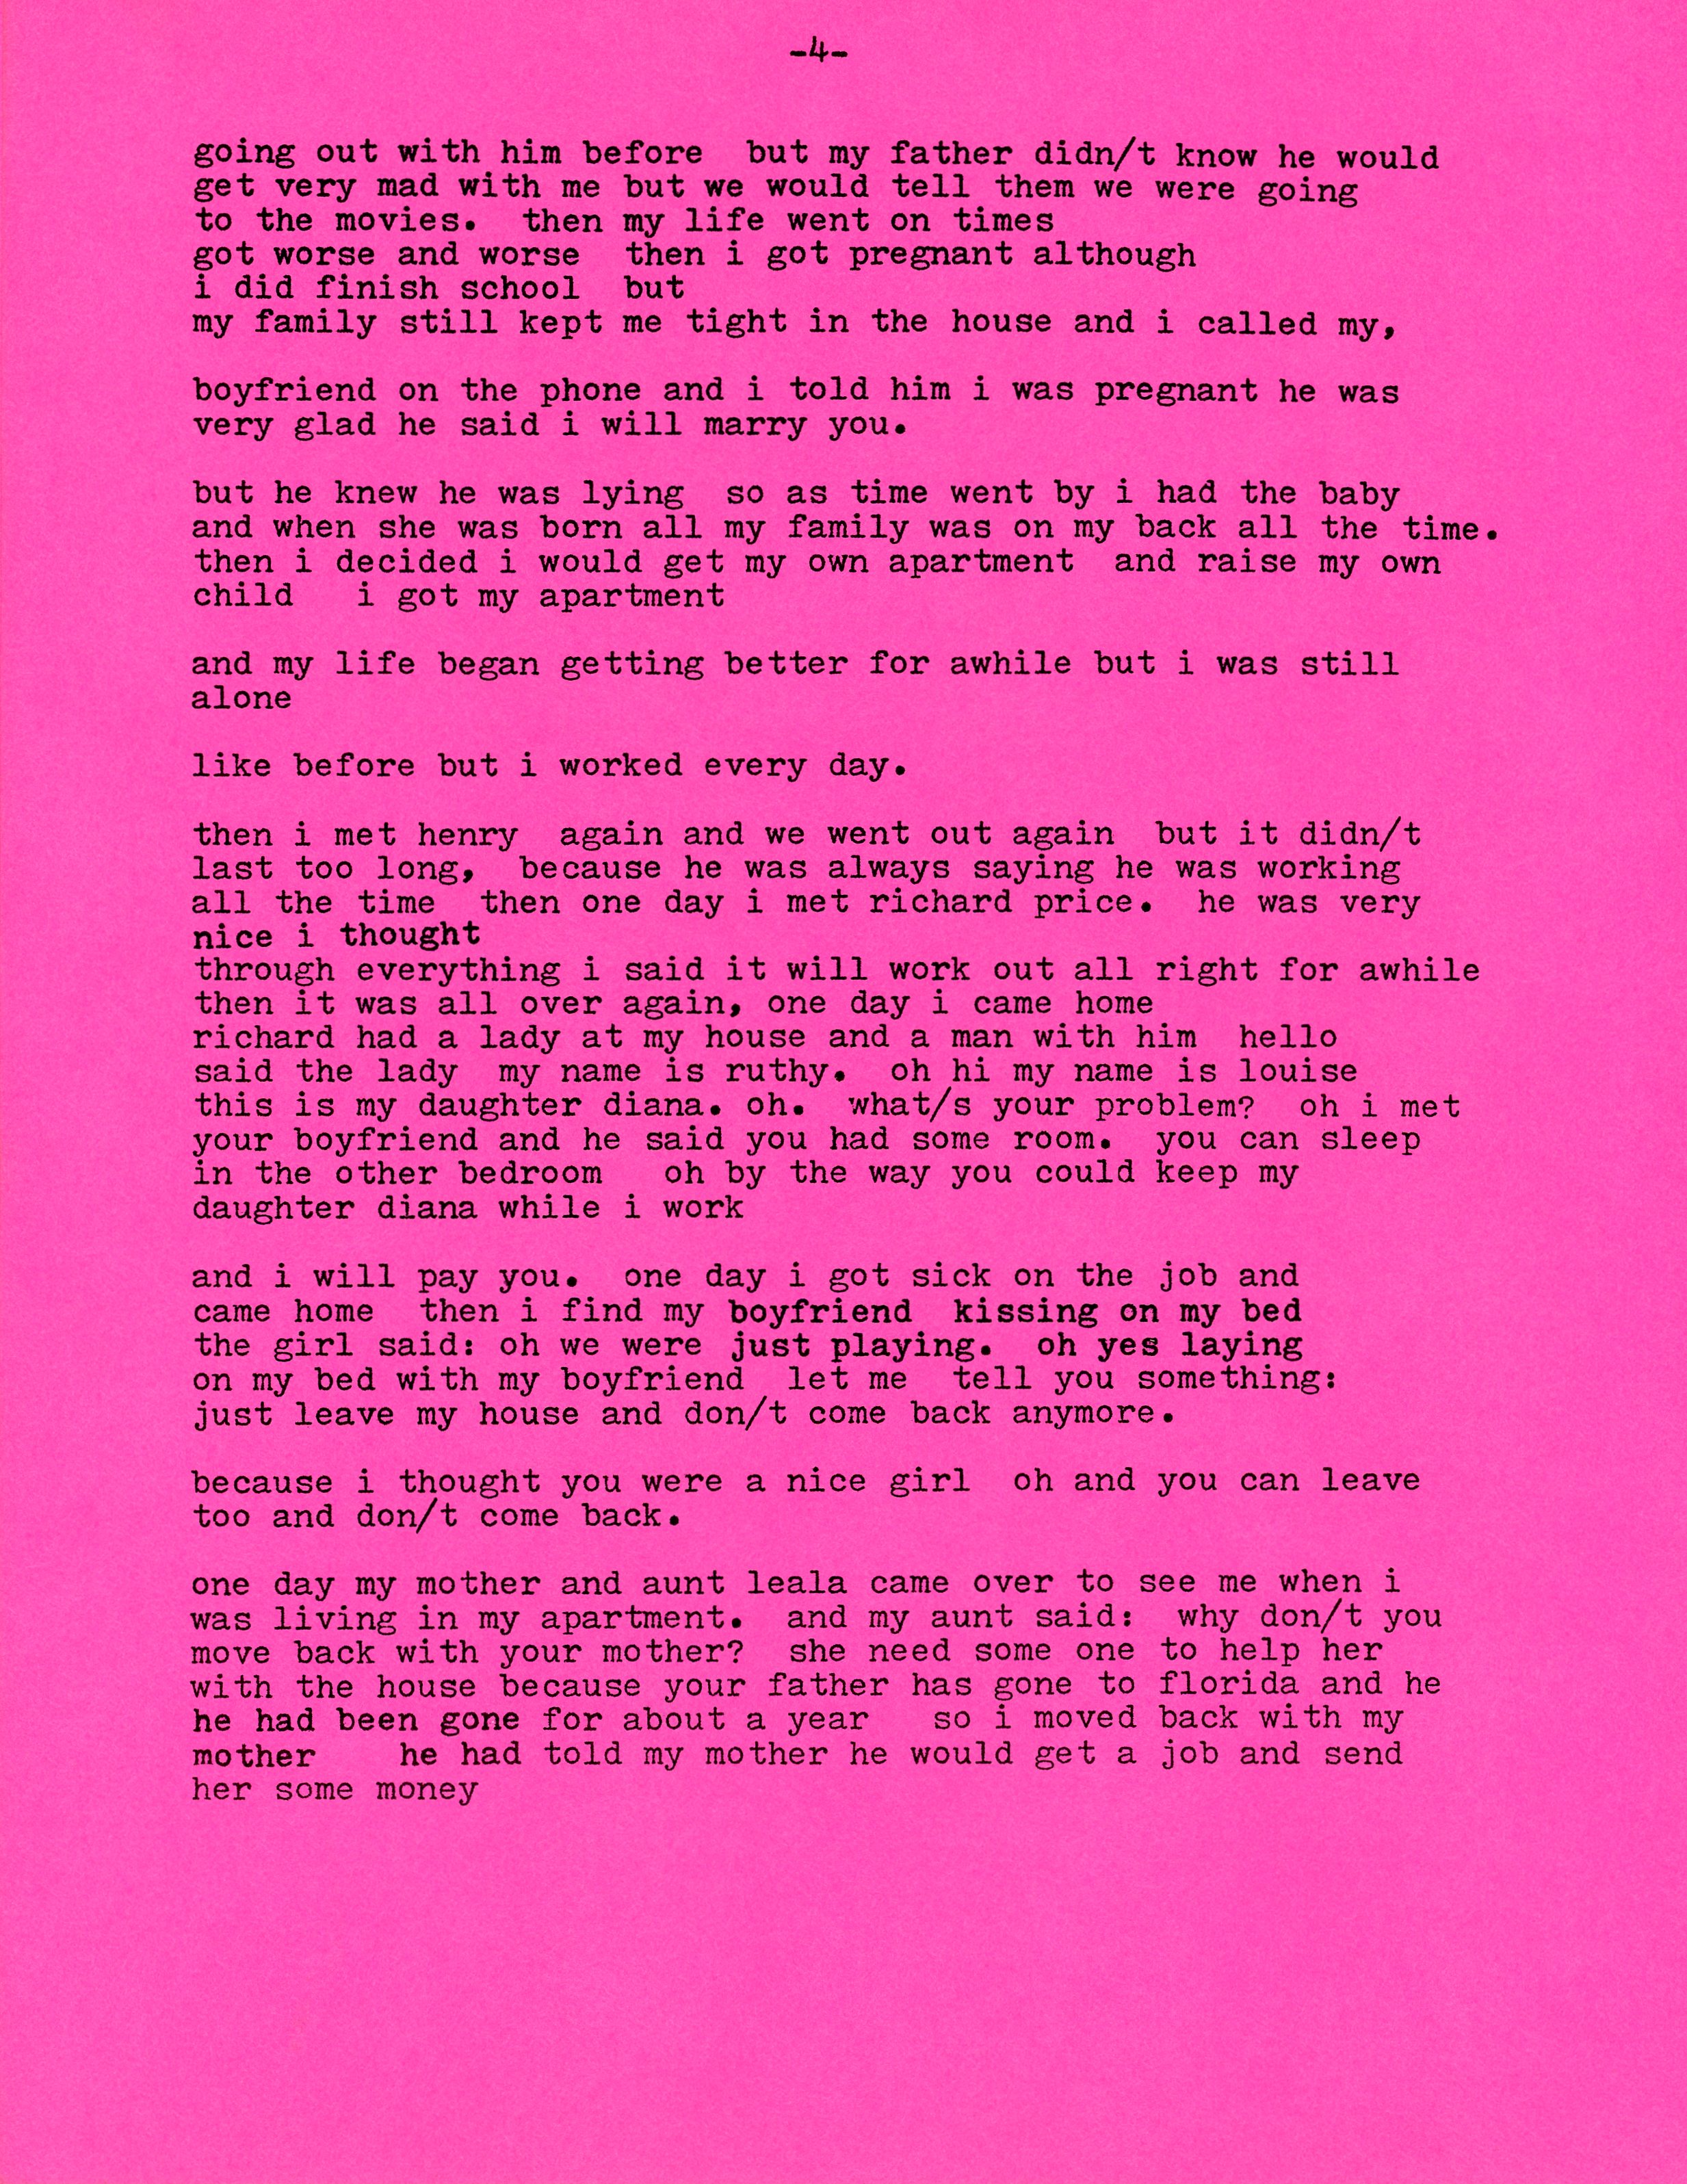 -4-
going out with him before  but my father didn/t know he would
get very mad with me but we would tell them we were going
to the movies.  then my life went on times
got worse and worse  then i got pregnant although
i did finish school  but
my family still kept me tight in the house and i called my,
boyfriend on the phone and i told him i was pregnant he was
very glad he said i will marry you.
but he knew he was lying  so as time went by i had the baby
and when she was born all my family was on my back all the time.
then i decided i would get my own apartment  and raise my own
child   i got my apartment
and my life began getting better for awhile but i was still
alone
like before but i worked every day.
then i met henry  again and we went out again  but it didn/t
last too long,  because he was always saying he was working
all the time  then one day i met richard price.  he was very
nice i thought
through everything i said it will work out all right for awhile
then it was all over again, one day i came home
richard had a lady at my house and a man with him  hello
said the lady  my name is ruthy.  oh hi my name is louise
this is my daughter diana. oh.  what/s your problem?  oh i met
your boyfriend and he said you had some room.  you can sleep
in the other bedroom   oh by the way you could keep my
daughter diana while i work
and i will pay you.  one day i got sick on the job and
came home  then i find my boyfriend  kissing on my bed
the girl said: oh we were just playing.  oh yes laying
on my bed with my boyfriend  let me  tell you something:
just leave my house and don/t come back anymore.
because i thought you were a nice girl  oh and you can leave
too and don/t come back.
one day my mother and aunt leala came over to see me when i
was living in my apartment.  and my aunt said:  why don/t you
move back with your mother?  she need some one to help her
with the house because your father has gone to florida and he
he had been gone for about a year   so i moved back with my
mother    he had told my mother he would get a job and send
her some money